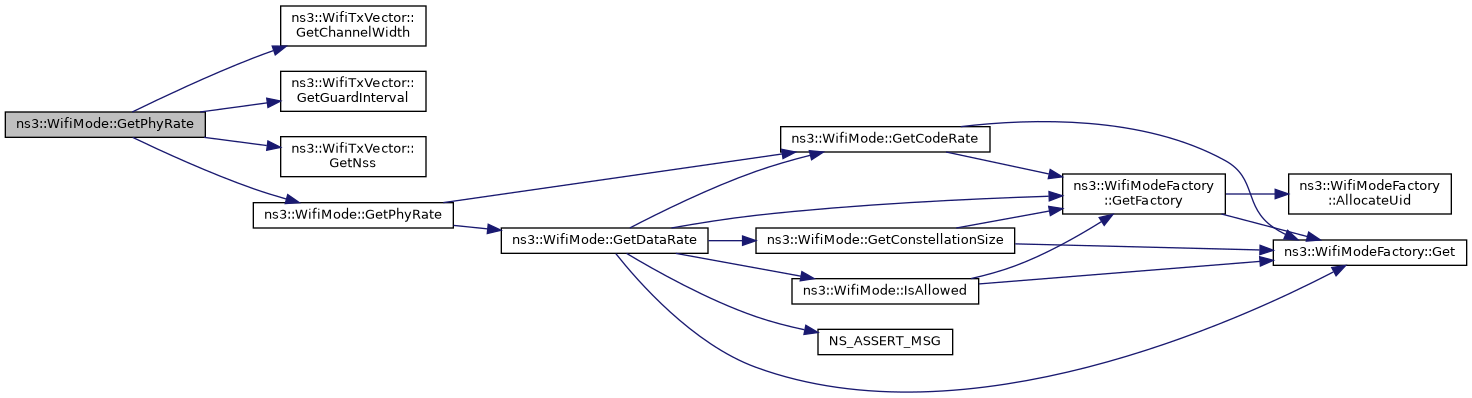 ns3::WifiMode::GetPhyRate
ns3::WifiTxVector::
GetChannelWidth
ns3::WifiTxVector::
GetGuardInterval
ns3::WifiTxVector::
GetNss
ns3::WifiMode::GetPhyRate
ns3::WifiMode::GetDataRate
ns3::WifiMode::GetCodeRate
ns3::WifiMode::GetConstellationSize
ns3::WifiMode::IsAllowed
NS_ASSERT_MSG
ns3::WifiModeFactory
::GetFactory
ns3::WifiModeFactory
::AllocateUid
ns3::WifiModeFactory::Get